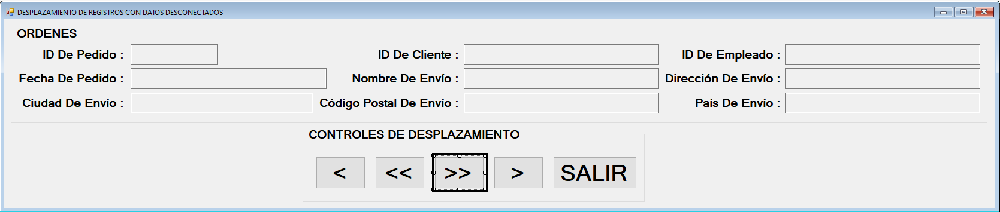 DESPLAZAMIENTO DE REGISTROS CON DATOS DESCONECTADOS
ORDENES
ID De Pedido : ID De Cliente : ID De Empleado :
Fecha De Pedido : Nombre De Envío : Dirección De Envío :
Ciudad De Envío : Código Postal De Envío : País De Envío :
CONTROLES DE DESPLAZAMIENTO
< << >> > SALIR